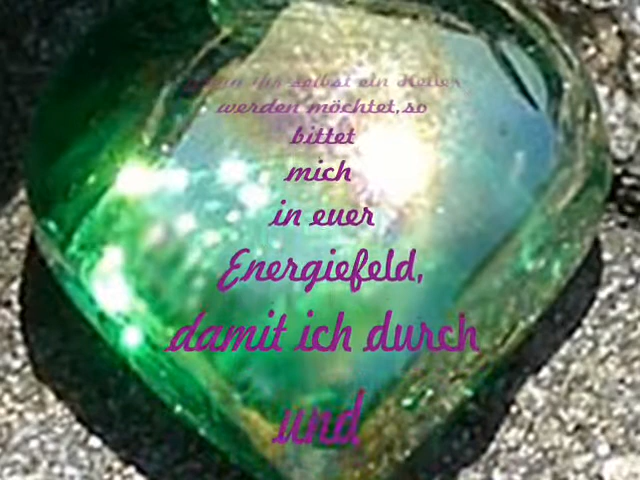 ihr selbst ein Heiler
werden möchtet,so
bittet
mich
in euer
Energiefeld,
damit ich durch
und